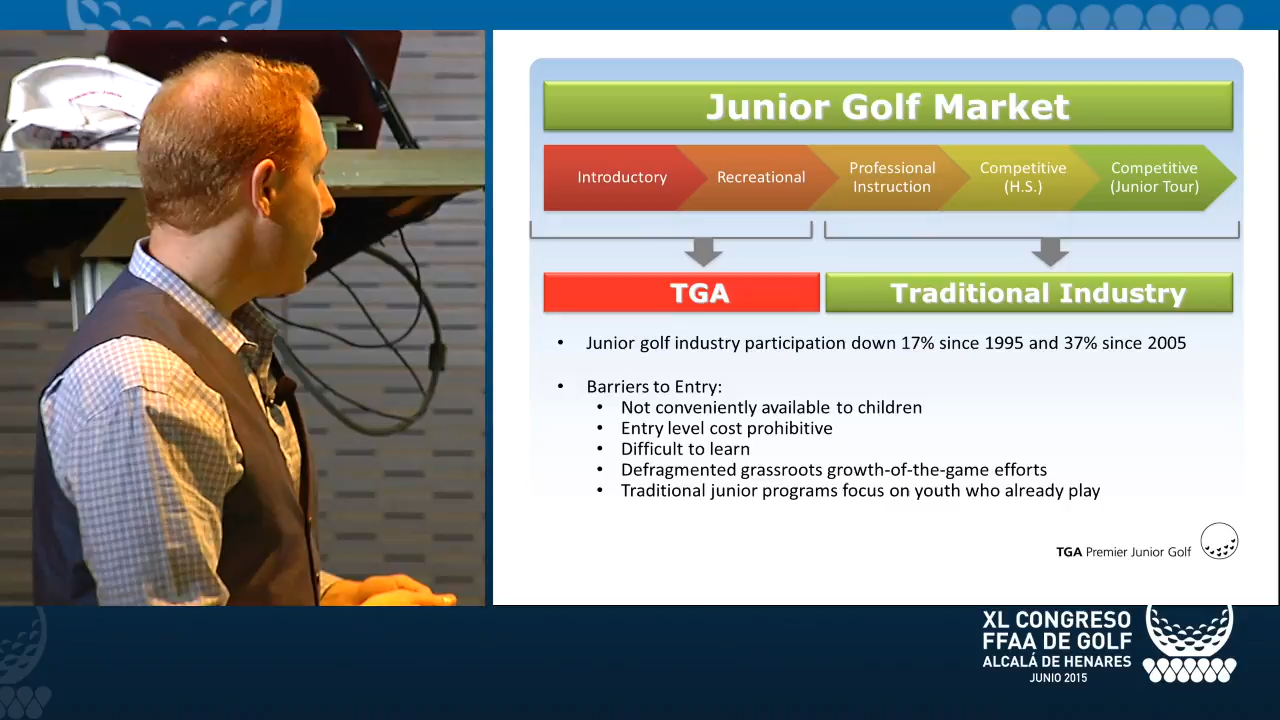 Junior Golf Market
Introductory
Recreational
Professional
Instruction
Competitive
(H.S.)
Competitive
(Junior Tour)
TGA
Traditional Industry
• Junior golf industry participation down 17% since 1995 and 37% since 2005
• Barriers to Entry:
• Not conveniently available to children
• Entry level cost prohibitive
• Difficult to learn
• Defragmented grassroots growth-of-the-game efforts
• Traditional junior programs focus on youth who already play
TGA Premier Junior Golf
XL CONGRESO
FFAA DE GOLF
ALCALÁ DE HENARES
JUNIO 2015